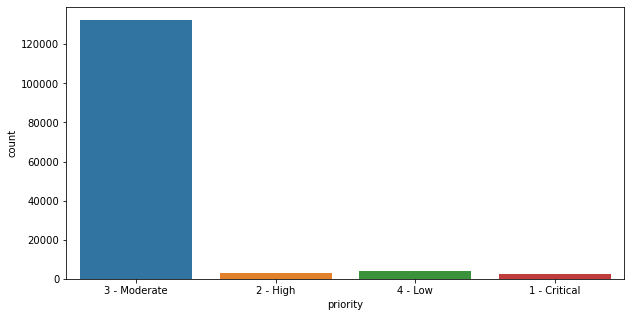 120000
100000
80000
60000
40000
20000
0
count
3 - Moderate
2 - High
4 - Low
1 - Critical
priority